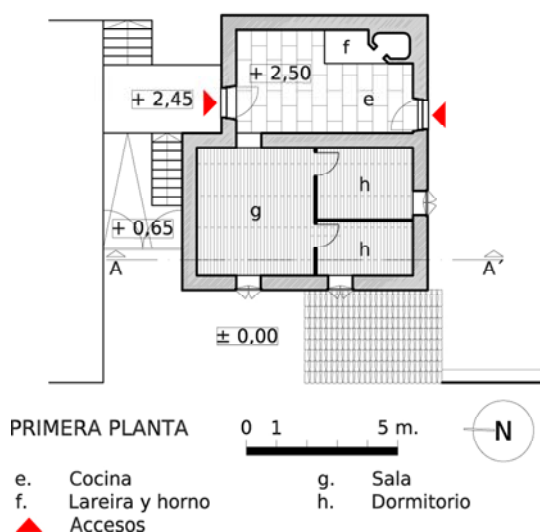 f
+ 2,50
+ 2,45
e
h
g
+ 0,65
h
A
A´
± 0,00
PRIMERA PLANTA
0 1 5 m.
N
e. Cocina
g. Sala
f. Lareira y horno
h. Dormitorio
Accesos